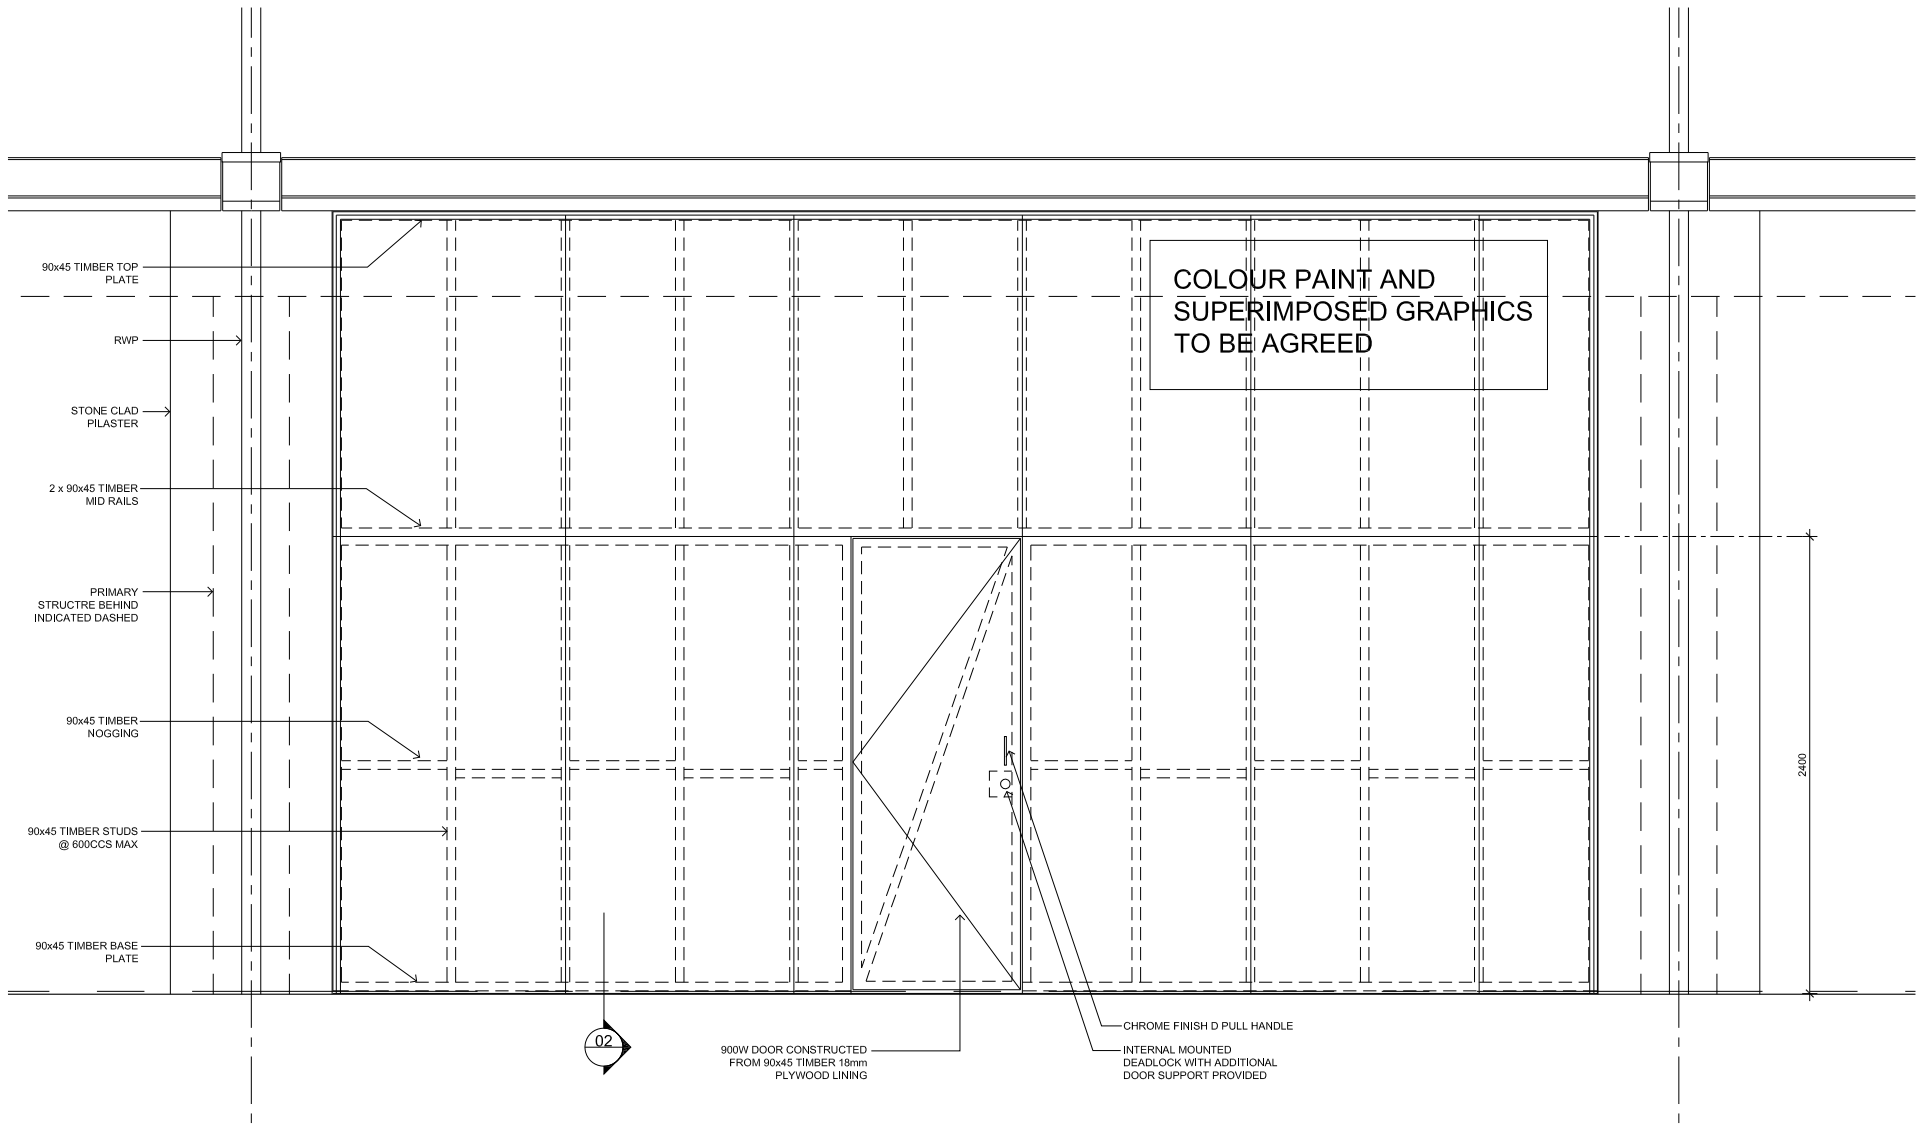 COLOUR PAINT AND
SUPERIMPOSED GRAPHICS
TO BE AGREED
90x45 TIMBER TOP
PLATE
RWP
STONE CLAD
PILASTER
2 x 90x45 TIMBER
MID RAILS
PRIMARY
STRUCTRE BEHIND
INDICATED DASHED
90x45 TIMBER
NOGGING
90x45 TIMBER STUDS
@ 600CCS MAX
90x45 TIMBER BASE
PLATE
2400
02
900W DOOR CONSTRUCTED
FROM 90x45 TIMBER 18mm
PLYWOOD LINING
CHROME FINISH D PULL HANDLE
INTERNAL MOUNTED
DEADLOCK WITH ADDITIONAL
DOOR SUPPORT PROVIDED